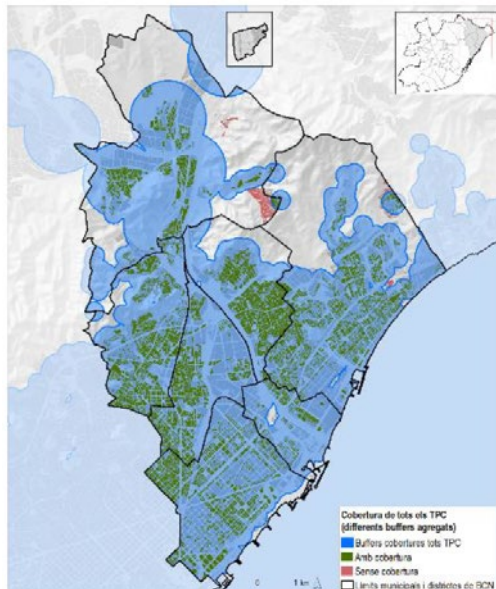 Cobertura de tots els TPC
(differents buffers agregats)
Buffers cobertures tots TPC
Amb cobertura
Sense cobertura
Límits municipals i districtes de BCN
0 1 km